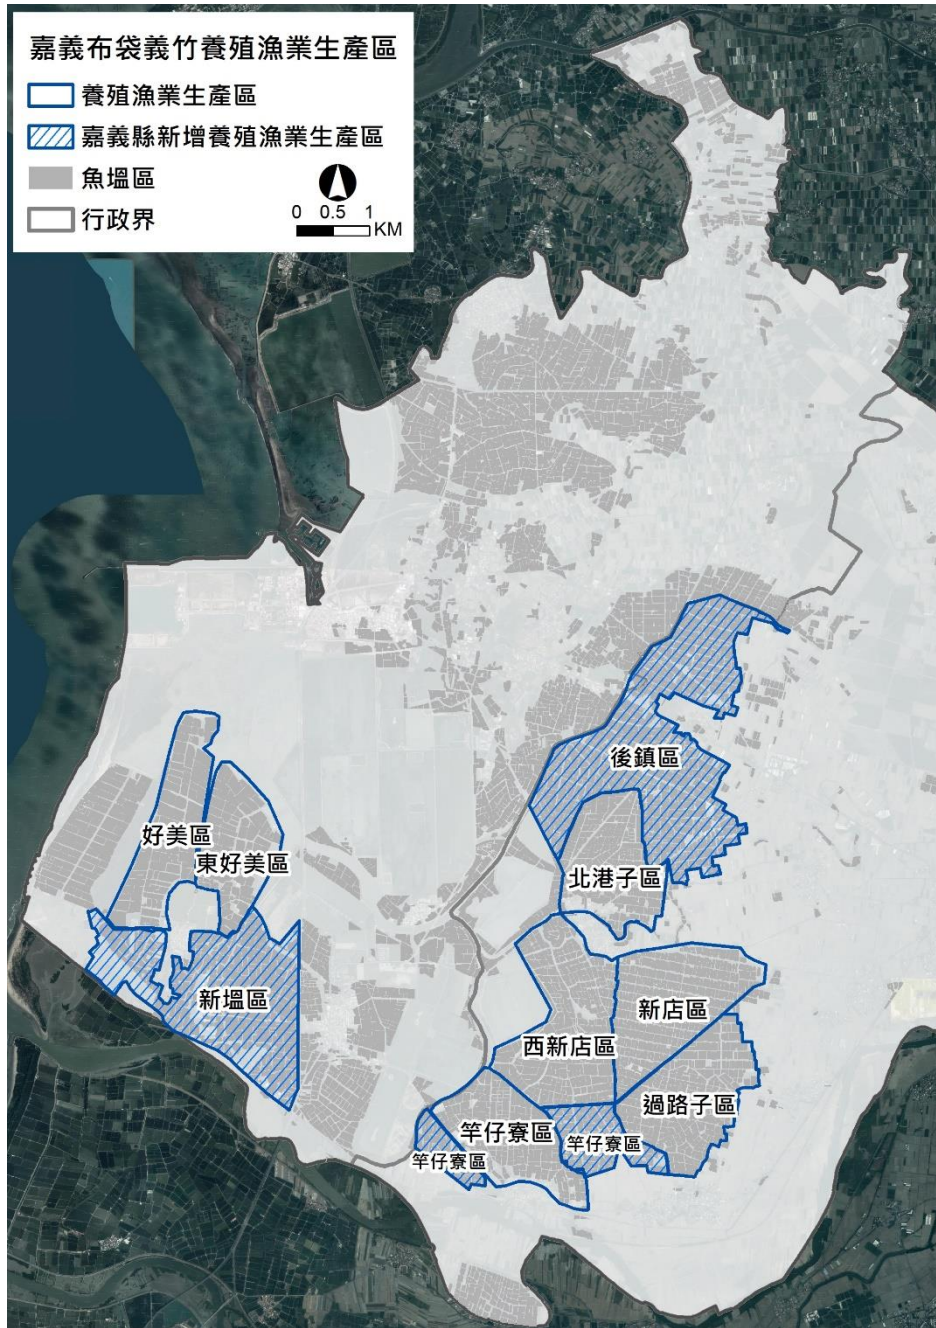 嘉義布袋義竹養殖漁業生產區
養殖漁業生產區
嘉義縣新增養殖漁業生產區
魚塭區
行政界
0 0.5 1
KM
後鎮區
好美區
東好美區
北港子區
新塭區
新店區
西新店區
過路子區
竿仔寮區
竿仔寮區
竿仔寮區